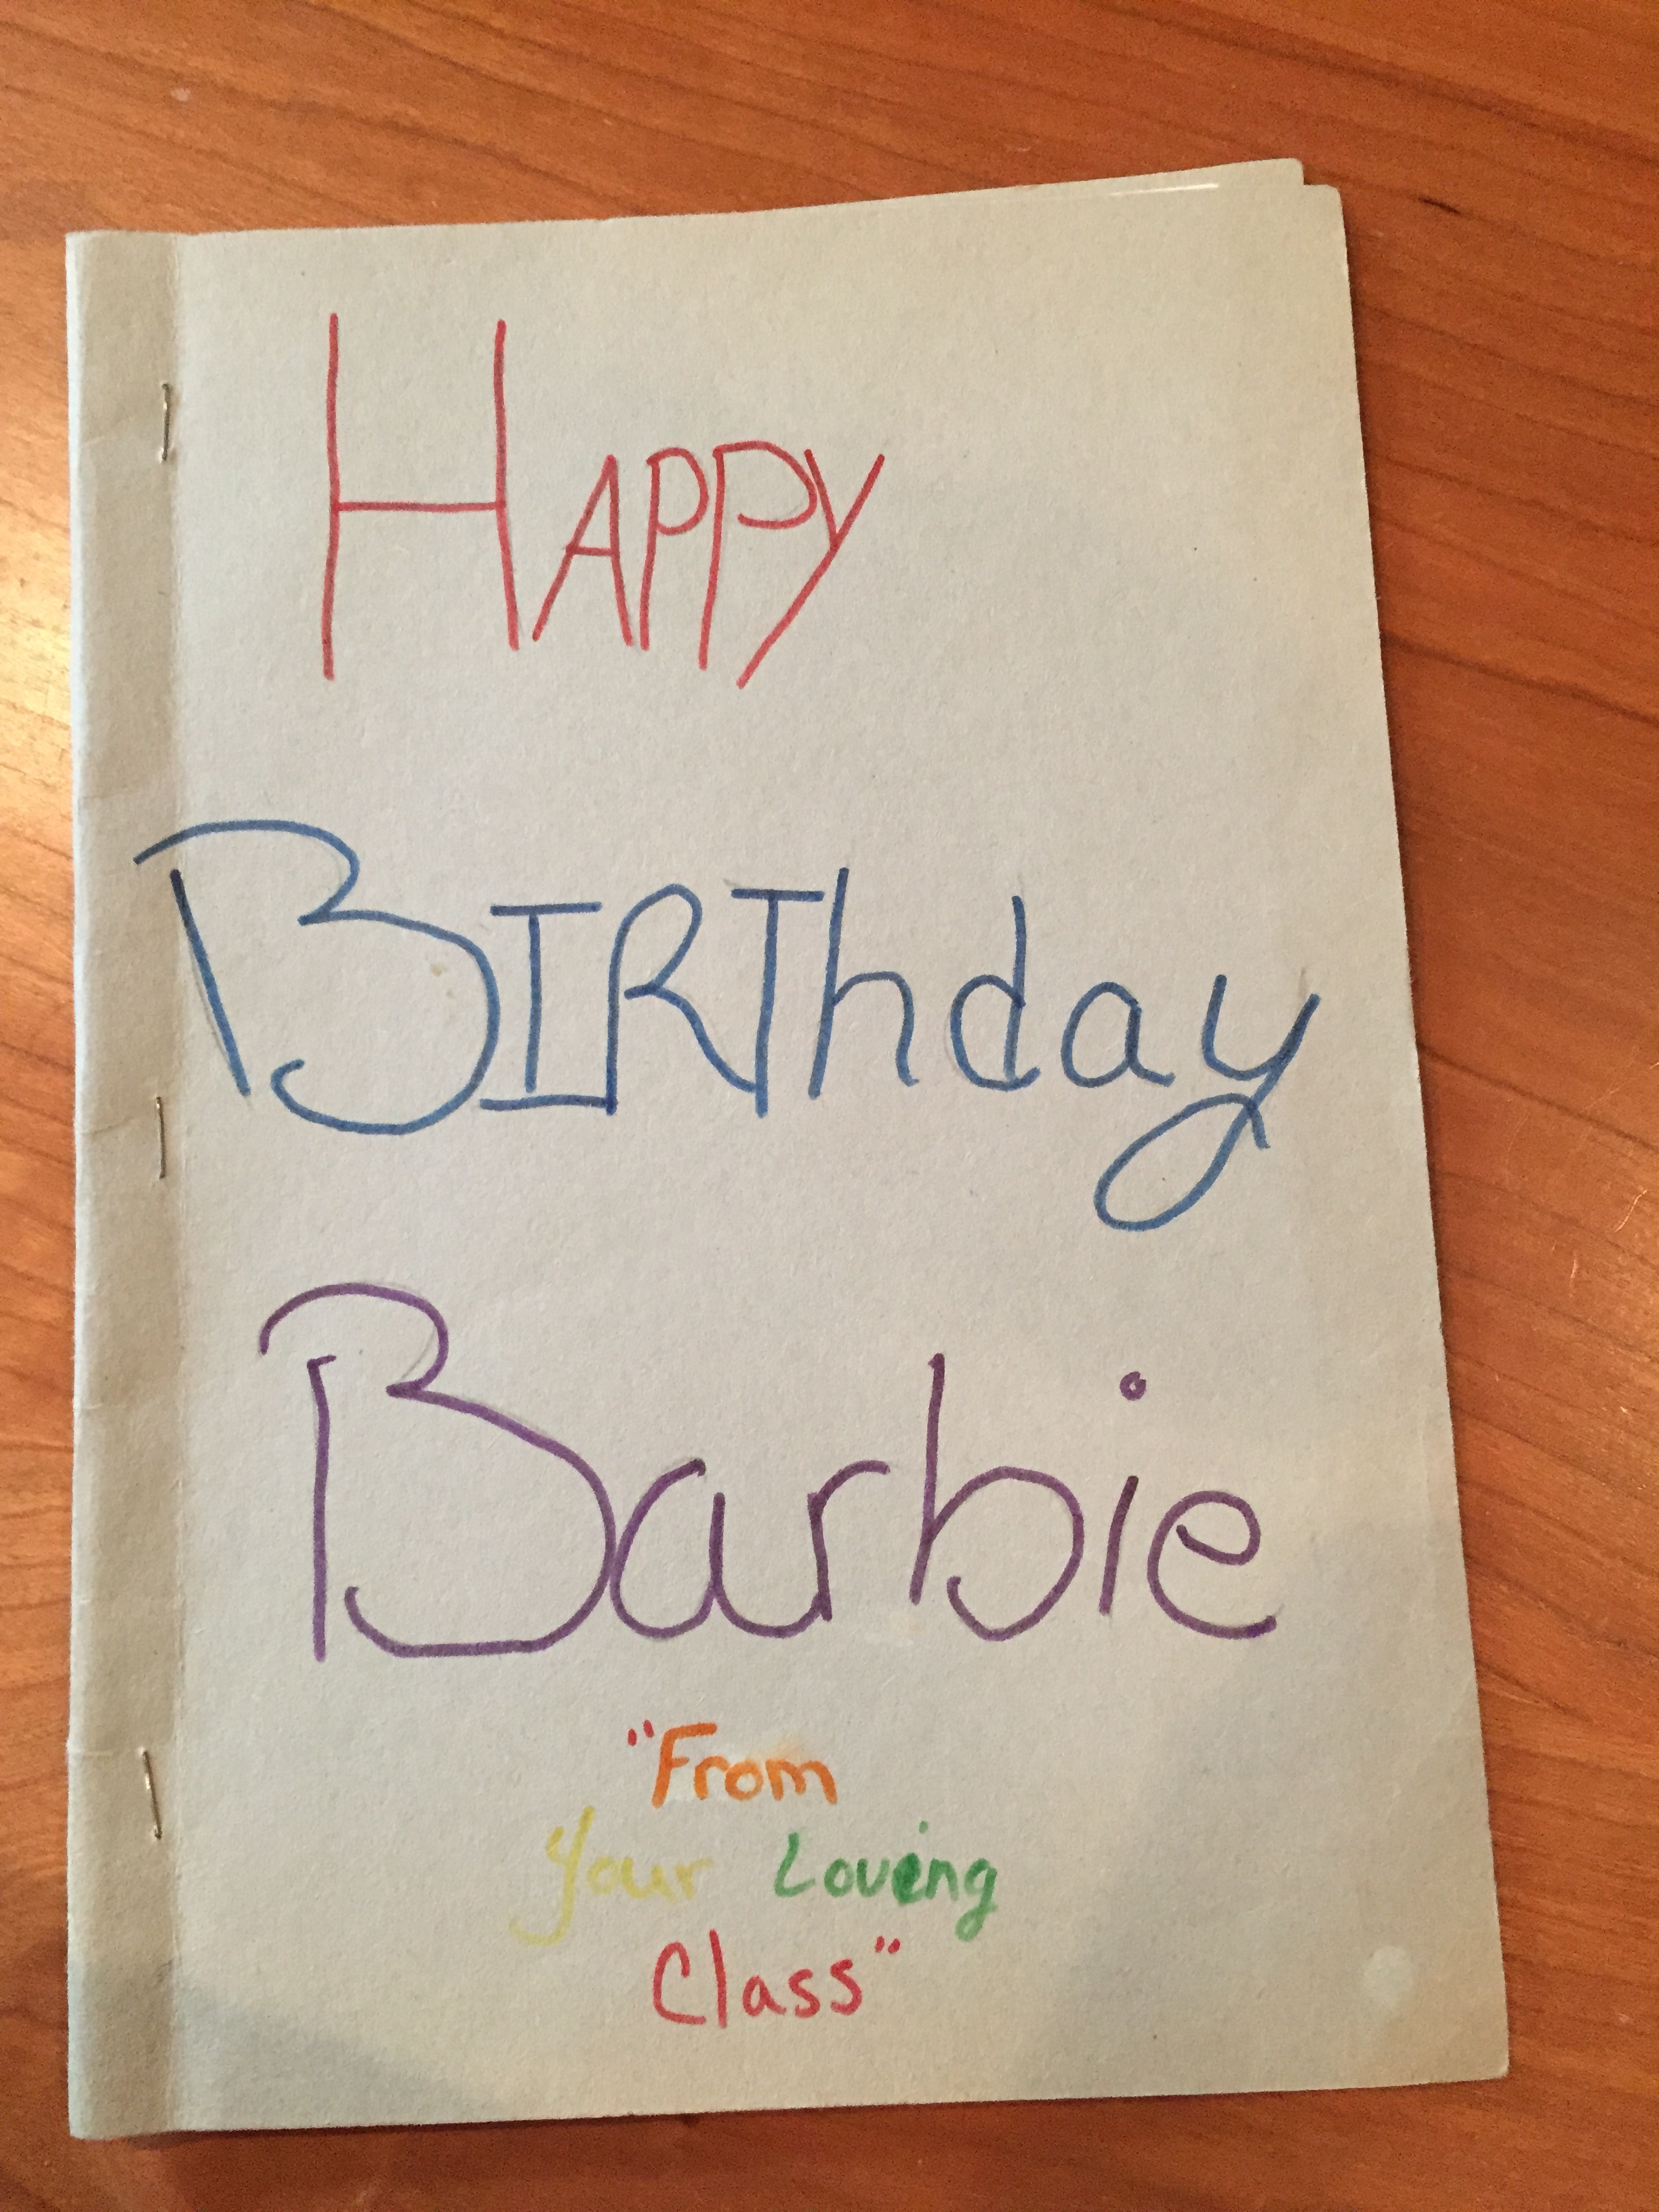 HAPPY
BIRThday
Barbie
"From
your Loving
Class"